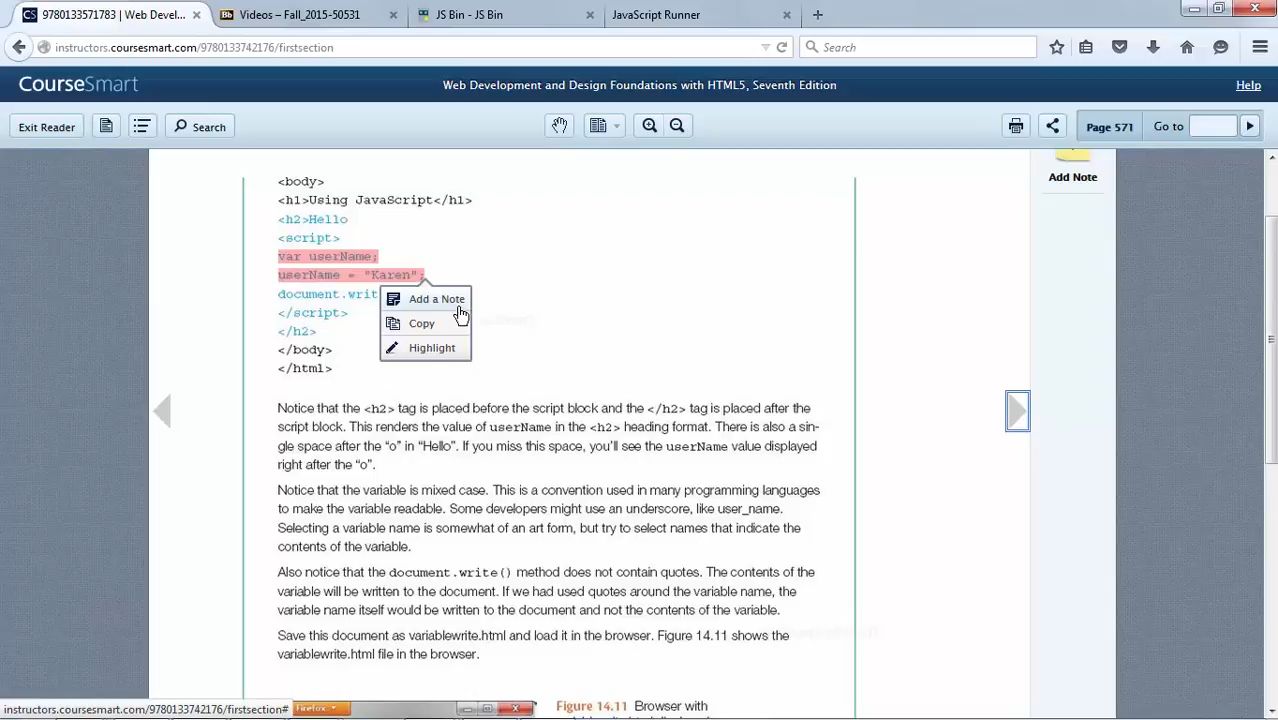 9780133571783 | Web Devel...
Videos – Fall_2015-50531
JS Bin - JS Bin
JavaScript Runner
instructors.coursesmart.com/9780133742176/firstsection
Search
CourseSmart
Web Development and Design Foundations with HTML5, Seventh Edition
Help
Exit Reader
Search
Page 571
Go to
Add Note
<body>
<h1>Using JavaScript</h1>
<h2>Hello
<script>
var userName;
userName = "Karen";
document.writ
</script>
</h2>
</body>
</html>
Add a Note
Copy
Highlight
Notice that the <h2> tag is placed before the script block and the </h2> tag is placed after the
script block. This renders the value of userName in the <h2> heading format. There is also a sin-
gle space after the “o” in “Hello”. If you miss this space, you’ll see the userName value displayed
right after the “o”.
Notice that the variable is mixed case. This is a convention used in many programming languages
to make the variable readable. Some developers might use an underscore, like user_name.
Selecting a variable name is somewhat of an art form, but try to select names that indicate the
contents of the variable.
Also notice that the document.write() method does not contain quotes. The contents of the
variable will be written to the document. If we had used quotes around the variable name, the
variable name itself would be written to the document and not the contents of the variable.
Save this document as variablewrite.html and load it in the browser. Figure 14.11 shows the
variablewrite.html file in the browser.
instructors.coursesmart.com/9780133742176/firstsection#
Firefox
Figure 14.11 Browser with